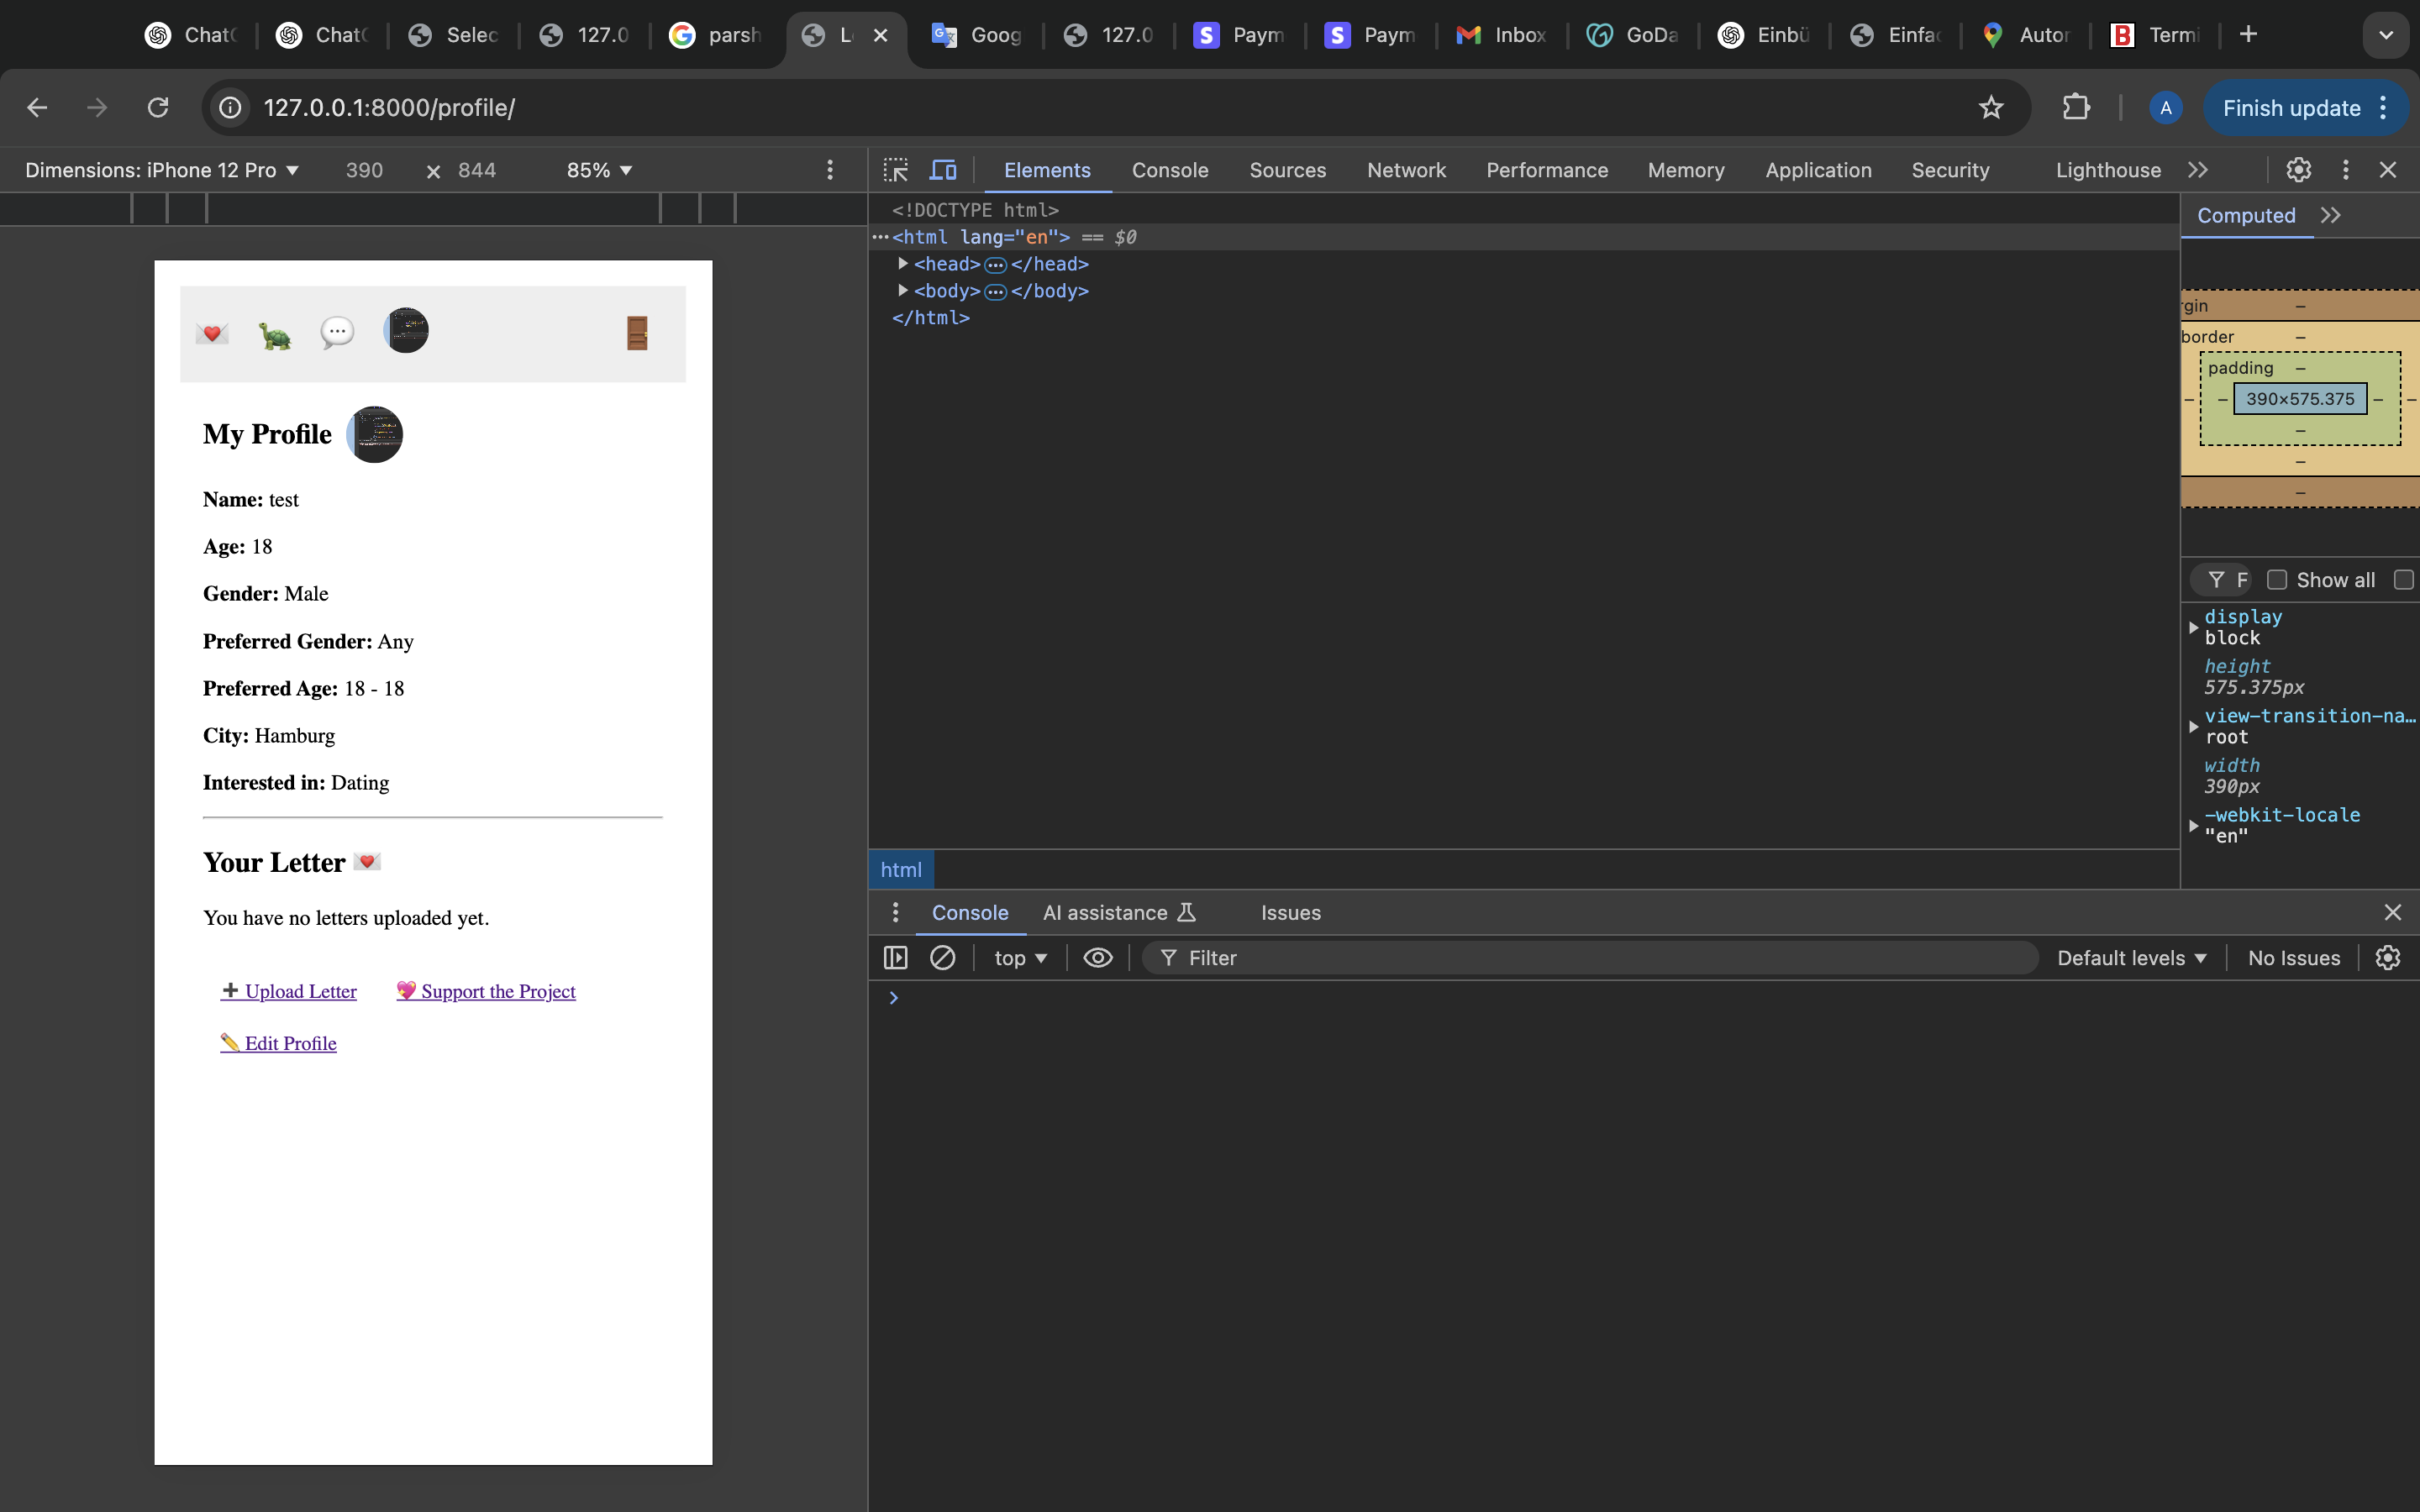 Chat
Chat
Selec
127.0
parsh
L
Goog
127.0
Paym
Paym
Inbox
GoDa
Einbü
Einfa
Autor
Termi
127.0.0.1:8000/profile/
A
Finish update
Dimensions: iPhone 12 Pro
390 × 844
85%
Elements
Console
Sources
Network
Performance
Memory
Application
Security
Lighthouse
My Profile
Name: test
Age: 18
Gender: Male
Preferred Gender: Any
Preferred Age: 18 - 18
City: Hamburg
Interested in: Dating
Your Letter 💌
You have no letters uploaded yet.
➕ Upload Letter
💖 Support the Project
✏️ Edit Profile
<!DOCTYPE html>
<html lang="en"> == $0
<head> ⋯ </head>
<body> ⋯ </body>
</html>
html
Computed
gin –
border –
padding –
– – 390×575.375 – –
–
–
–
F
Show all
display
block
height
575.375px
view-transition-na…
root
width
390px
-webkit-locale
"en"
Console
AI assistance
Issues
top
Filter
Default levels
No Issues